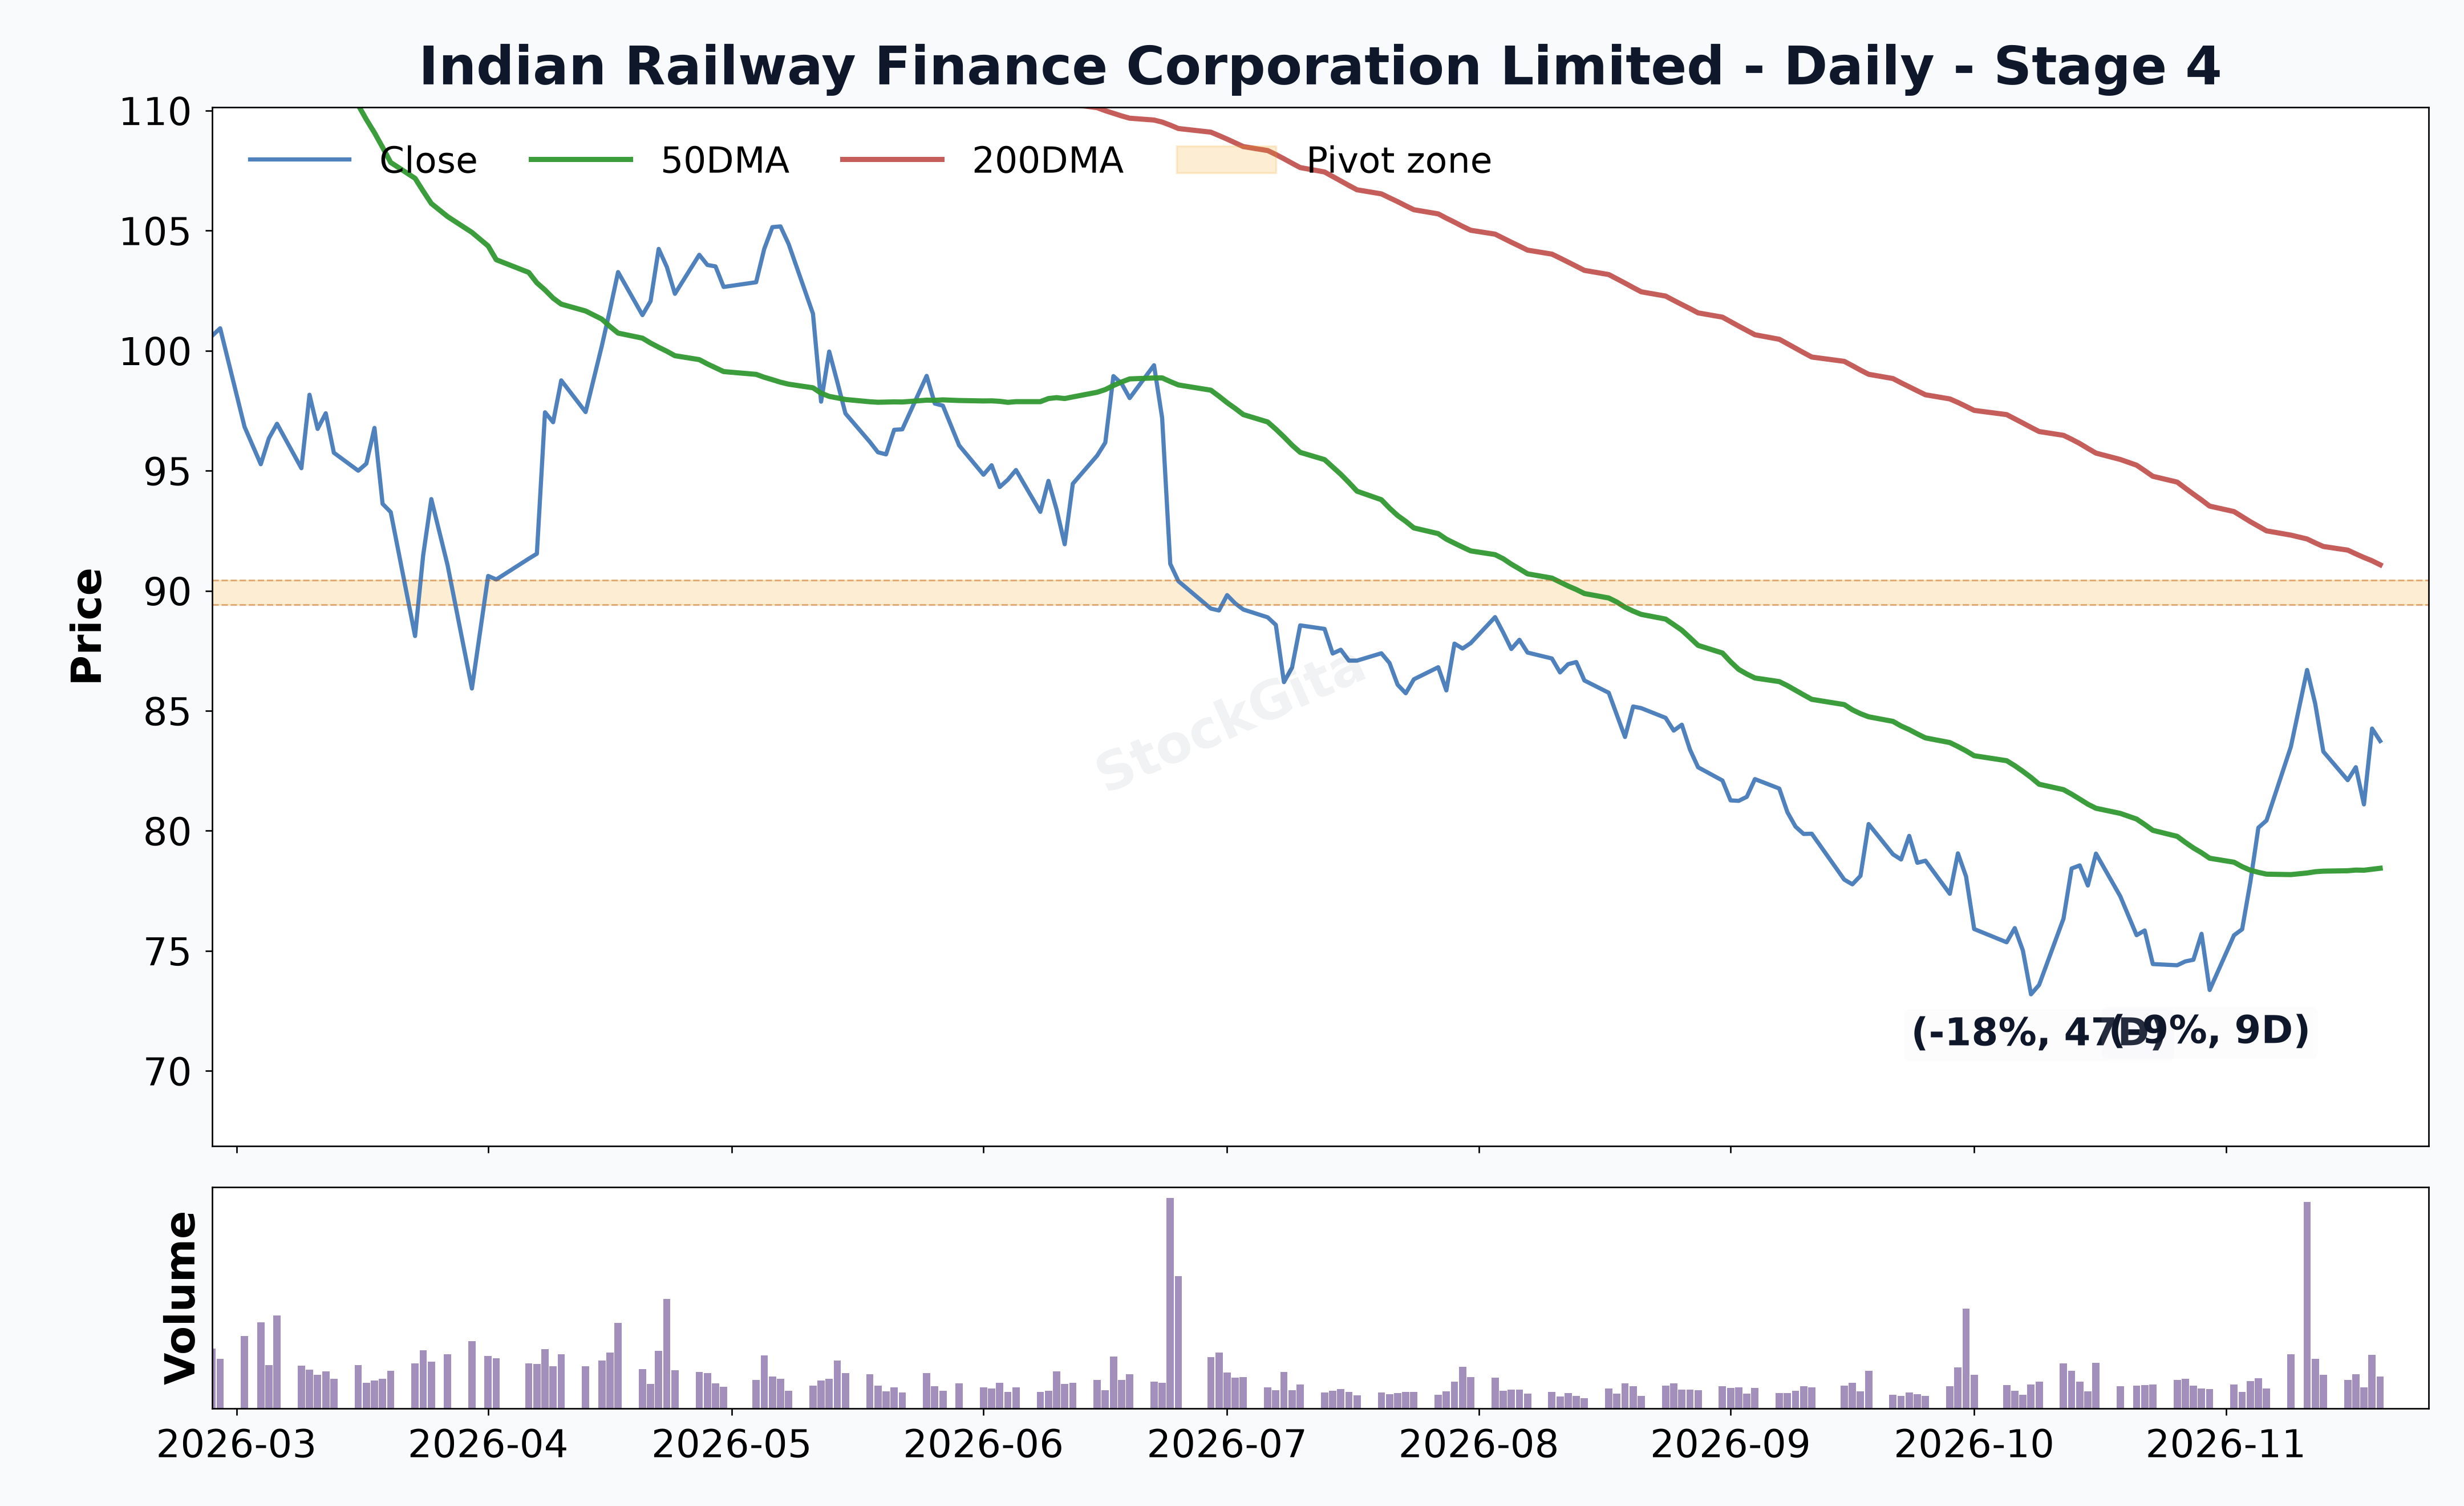 Indian Railway Finance Corporation Limited - Daily - Stage 4
Close 50DMA 200DMA Pivot zone
110
105
100
95
90
85
80
75
70
Price
StockGita
(-18%, 47D)
(-9%, 9D)
Volume
2026-03 2026-04 2026-05 2026-06 2026-07 2026-08 2026-09 2026-10 2026-11